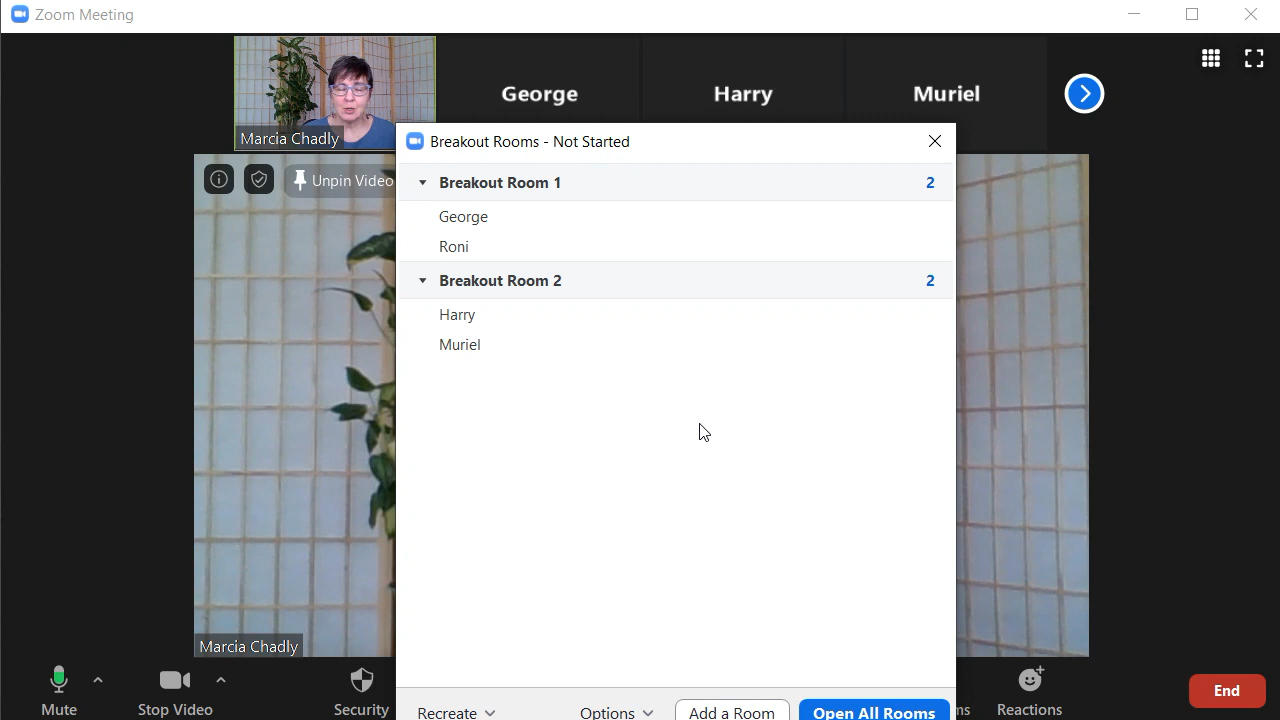 Zoom Meeting
George
Harry
Muriel
Marcia Chadly
Breakout Rooms - Not Started
Unpin Video
Breakout Room 1
2
George
Roni
Breakout Room 2
2
Harry
Muriel
Marcia Chadly
Mute
Stop Video
Security
Recreate
Options
Add a Room
Open All Rooms
ms
Reactions
End